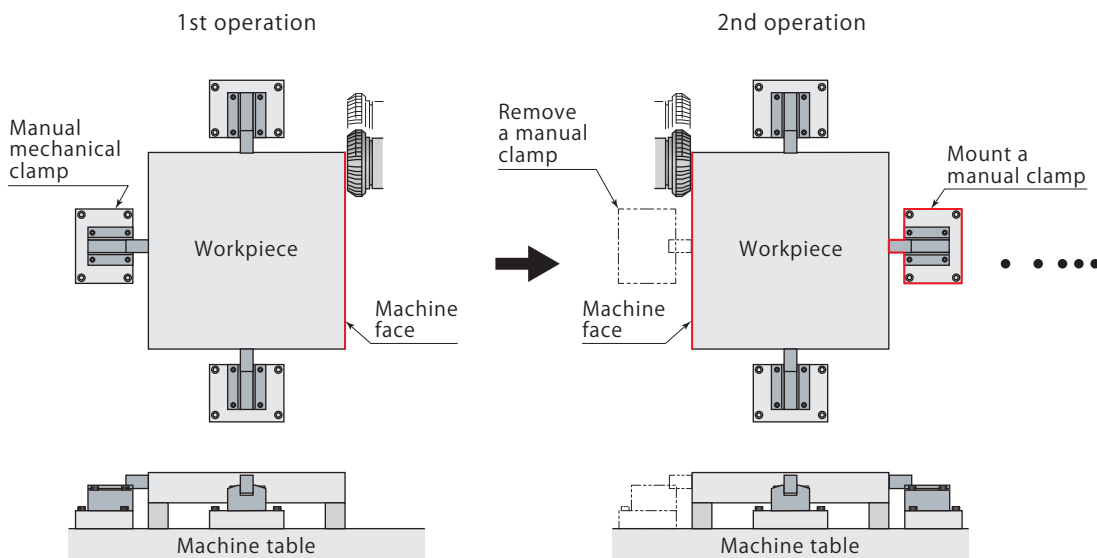 1st operation
2nd operation
Manual
mechanical
clamp
Workpiece
Machine
face
Remove
a manual
clamp
Mount a
manual clamp
Workpiece
Machine
face
Machine table
Machine table